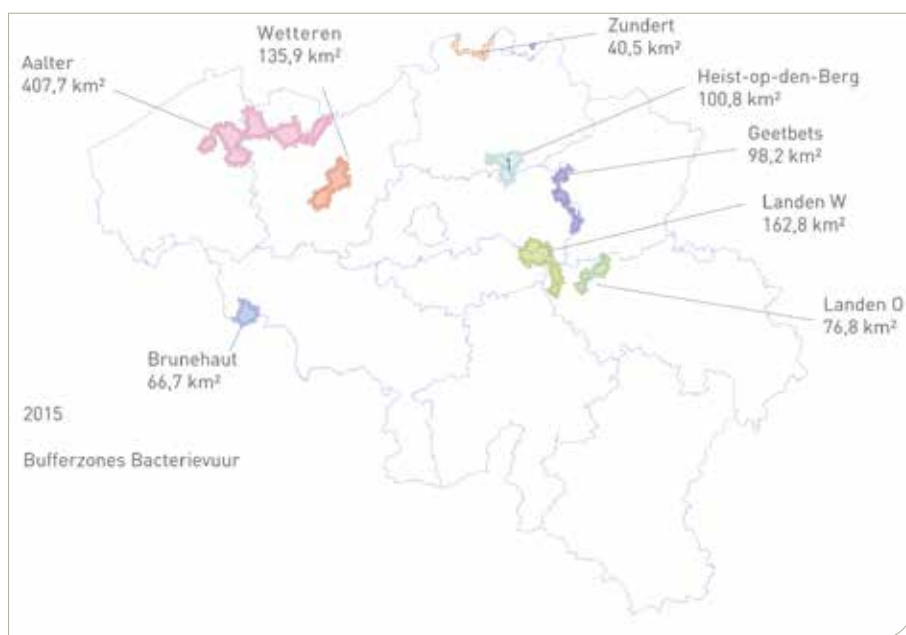 Aalter
407,7 km²
Wetteren
135,9 km²
Zundert
40,5 km²
Heist-op-den-Berg
100,8 km²
Geetbets
98,2 km²
Landen W
162,8 km²
Landen O
76,8 km²
Brunehaut
66,7 km²
2015
Bufferzones Bacterievuur